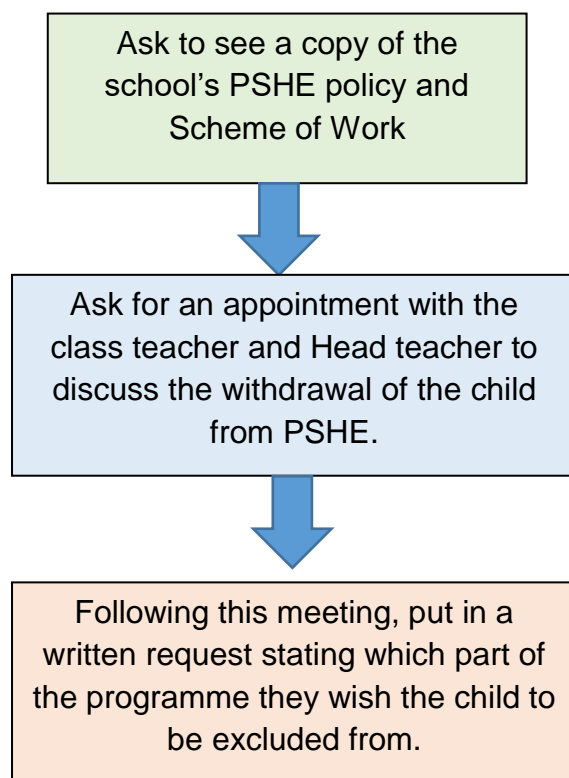 Ask to see a copy of the
school’s PSHE policy and
Scheme of Work
Ask for an appointment with the
class teacher and Head teacher to
discuss the withdrawal of the child
from PSHE.
Following this meeting, put in a
written request stating which part of
the programme they wish the child to
be excluded from.